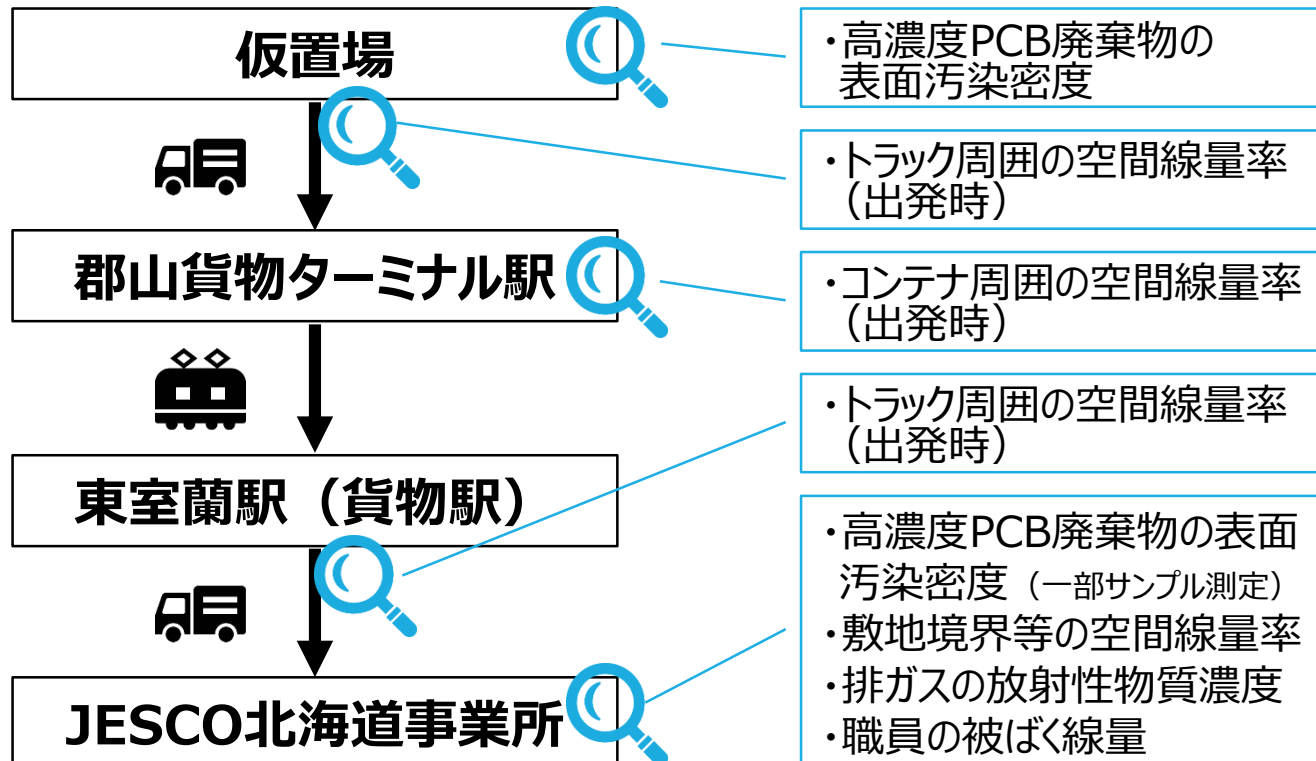 仮置場
・高濃度PCB廃棄物の
表面汚染密度
・トラック周囲の空間線量率
（出発時）
郡山貨物ターミナル駅
・コンテナ周囲の空間線量率
（出発時）
・トラック周囲の空間線量率
（出発時）
東室蘭駅（貨物駅）
・高濃度PCB廃棄物の表面
汚染密度（一部サンプル測定）
・敷地境界等の空間線量率
・排ガスの放射性物質濃度
・職員の被ばく線量
JESCO北海道事業所